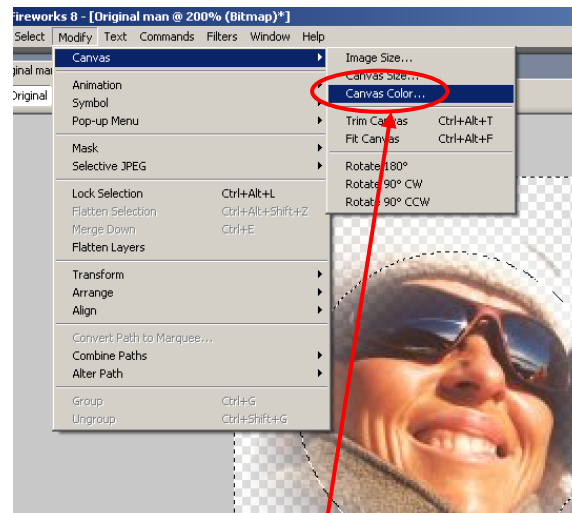 Fireworks 8 - [Original man @ 200% (Bitmap)*]
Select Modify Text Commands Filters Window Help
Canvas
Animation
Symbol
Pop-up Menu
Mask
Selective JPEG
Lock Selection Ctrl+Alt+L
Flatten Selection Ctrl+Alt+Shift+Z
Merge Down Ctrl+E
Flatten Layers
Transform
Arrange
Align
Convert Path to Marquee...
Combine Paths
Alter Path
Group Ctrl+G
Ungroup Ctrl+Shift+G
Image Size...
Canvas Size...
Canvas Color...
Trim Canvas Ctrl+Alt+T
Fit Canvas Ctrl+Alt+F
Rotate 180°
Rotate 90° CW
Rotate 90° CCW
ginal ma
Original